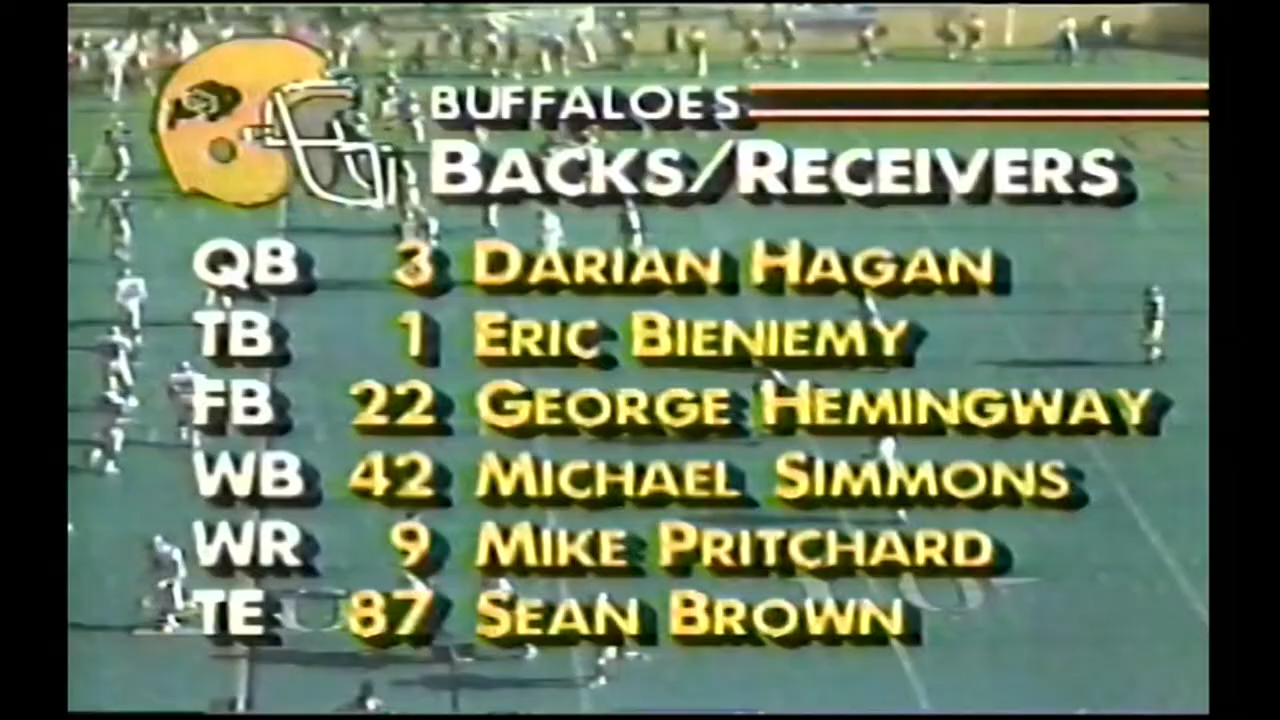 BUFFALOES
BACKS/RECEIVERS
QB 3 DARIAN HAGAN
TB 1 ERIC BIENIEMY
FB 22 GEORGE HEMINGWAY
WB 42 MICHAEL SIMMONS
WR 9 MIKE PRITCHARD
TE 87 SEAN BROWN